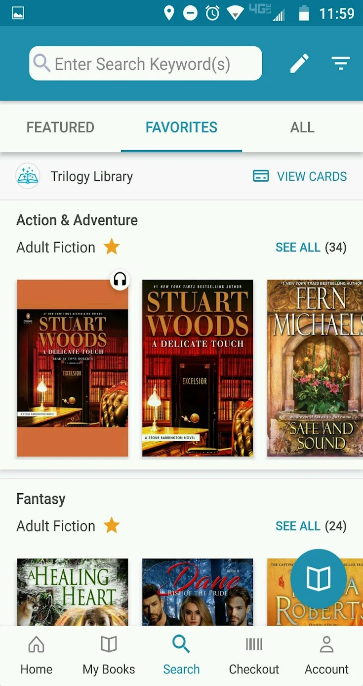 4G
11:59
Enter Search Keyword(s)
FEATURED
FAVORITES
ALL
Trilogy Library
VIEW CARDS
Action & Adventure
Adult Fiction
SEE ALL (34)
STUART
WOODS
A DELICATE TOUCH
EXCELSIOR
#1 NEW YORK TIMES BESTSELLING AUTHOR
STUART
WOODS
A DELICATE TOUCH
EXCELSIOR
A STONE BARRINGTON NOVEL
FERN
MICHAELS
SAFE AND
SOUND
Fantasy
Adult Fiction
SEE ALL (24)
A HEALING
HEART
Dane
RISE OF THE PRIDE
ROBERTS
Home
My Books
Search
Checkout
Account